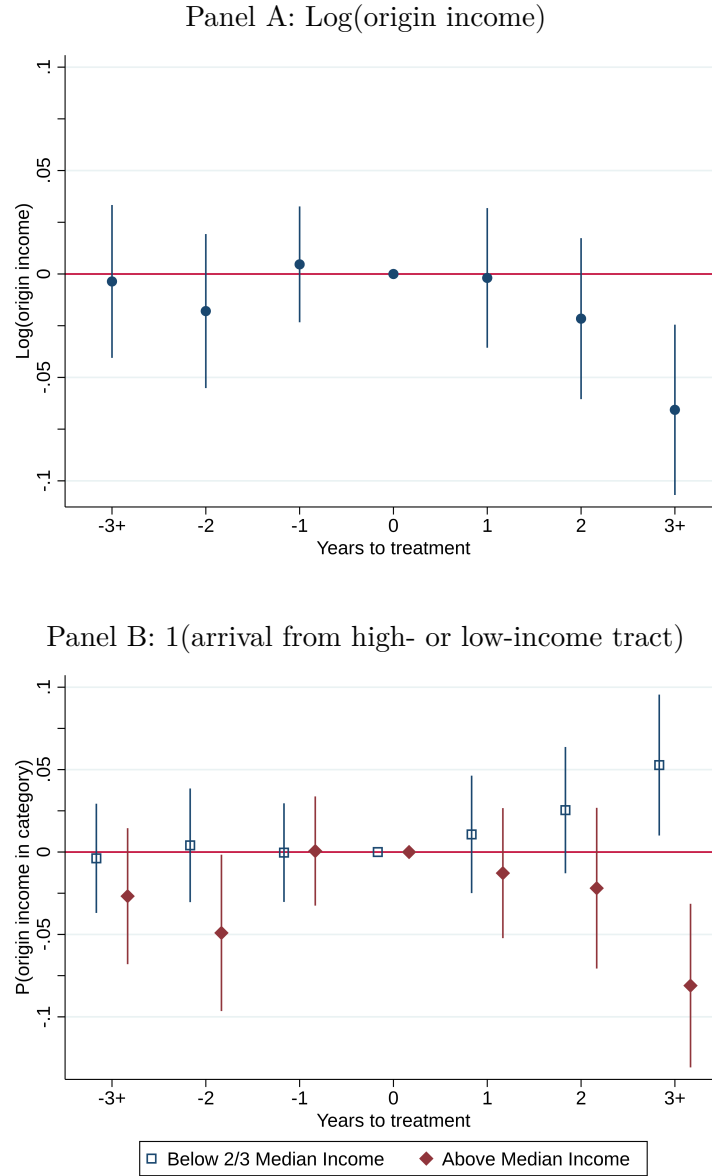 Panel A: Log(origin income)
Log(origin income)
.1
.05
0
-.05
-.1
-3+ -2 -1 0 1 2 3+
Years to treatment
Panel B: 1(arrival from high- or low-income tract)
P(origin income in category)
.1
.05
0
-.05
-.1
-3+ -2 -1 0 1 2 3+
Years to treatment
Below 2/3 Median Income Above Median Income